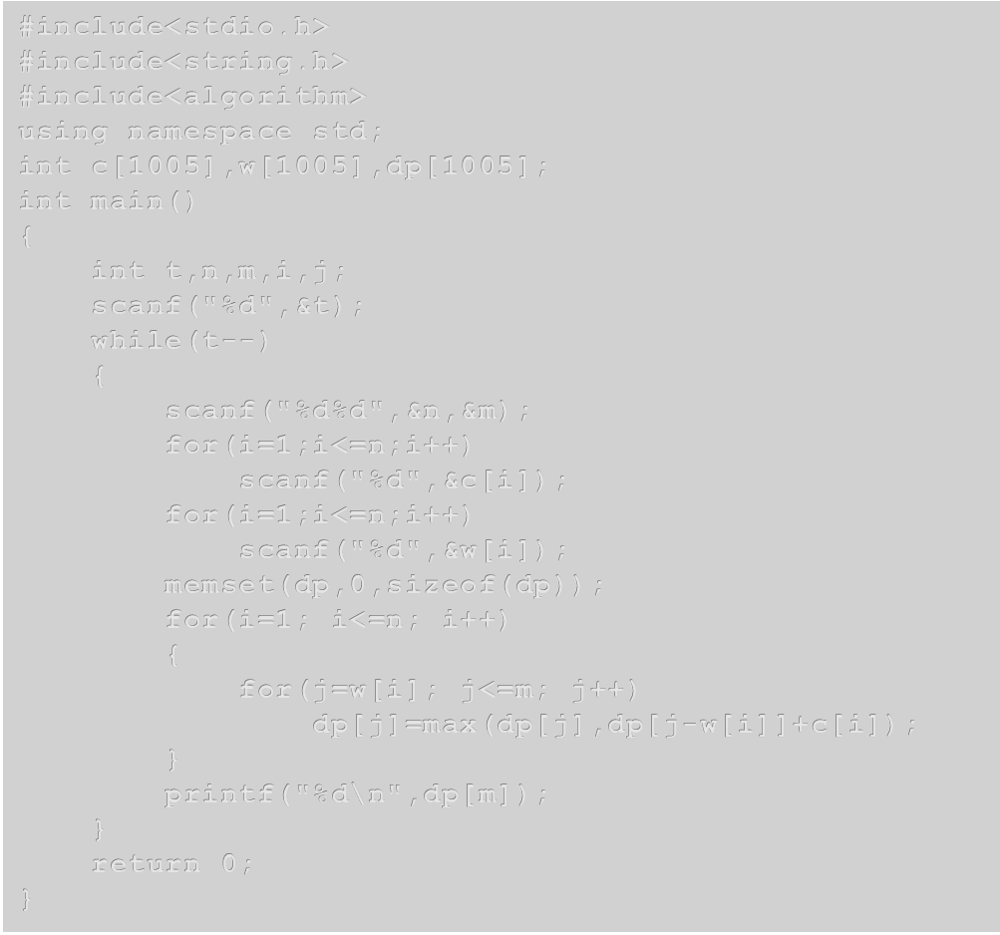 #include<stdio.h>
#include<string.h>
#include<algorithm>
using namespace std;
int c[1005],w[1005],dp[1005];
int main()
{
     int t,n,m,i,j;
     scanf("%d",&t);
     while(t--)
     {
          scanf("%d%d",&n,&m);
          for(i=1;i<=n;i++)
               scanf("%d",&c[i]);
          for(i=1;i<=n;i++)
               scanf("%d",&w[i]);
          memset(dp,0,sizeof(dp));
          for(i=1; i<=n; i++)
          {
               for(j=w[i]; j<=m; j++)
                    dp[j]=max(dp[j],dp[j-w[i]]+c[i]);
          }
          printf("%d\n",dp[m]);
     }
     return 0;
}